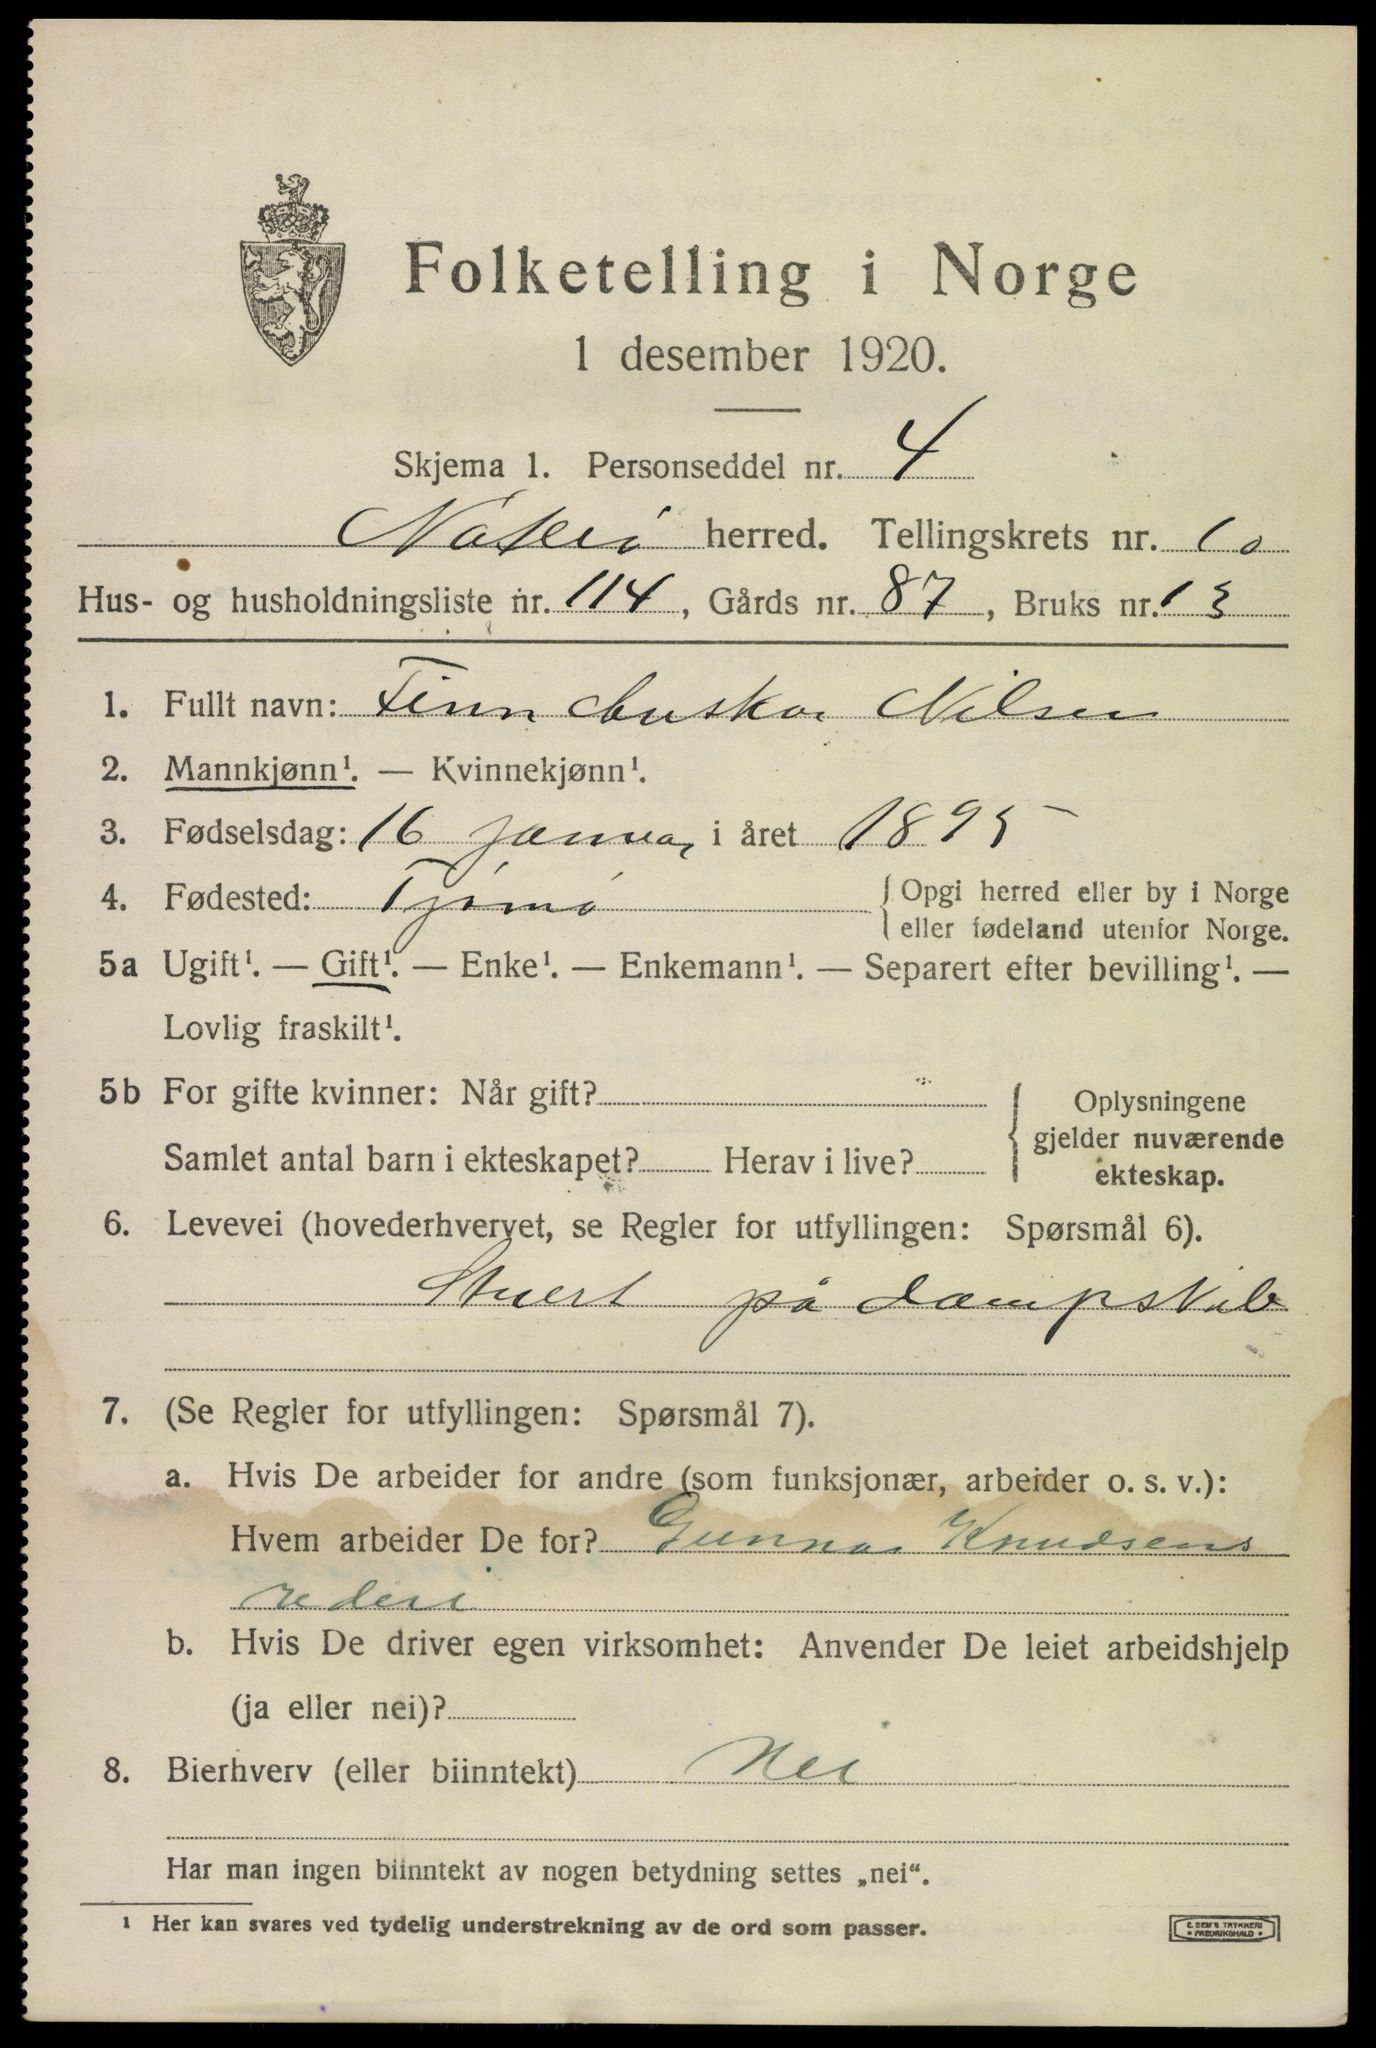 Folketelling i Norge
1 desember 1920.
Skjema 1. Personseddel nr. 4
Nøterø herred. Tellingskrets nr. 10
Hus- og husholdningsliste nr. 114, Gårds nr. 87, Bruks nr. 13
1. Fullt navn: Finn Nilsen
2. Mannkjønn¹. — Kvinnekjønn¹.
3. Fødselsdag: 16 januar i året 1895
4. Fødested: Tjømø { Opgi herred eller by i Norge
eller fødeland utenfor Norge.
5a Ugift¹. — Gift¹. — Enke¹. — Enkemann¹. — Separert efter bevilling¹. —
Lovlig fraskilt¹.
5b For gifte kvinner: Når gift?
Samlet antal barn i ekteskapet? Herav i live?
{ Oplysningene
gjelder nuværende
ekteskap.
6. Levevei (hovederhvervet, se Regler for utfyllingen: Spørsmål 6).
Stuert på dampskib
7. (Se Regler for utfyllingen: Spørsmål 7).
a. Hvis De arbeider for andre (som funksjonær, arbeider o. s. v.):
Hvem arbeider De for? Gunnar Knudsens
rederi
b. Hvis De driver egen virksomhet: Anvender De leiet arbeidshjelp
(ja eller nei)?
8. Bierhverv (eller biinntekt) Nei
Har man ingen biinntekt av nogen betydning settes „nei“.
¹ Her kan svares ved tydelig understrekning av de ord som passer.
E. SEM'S TRYKKERI
• FREDRIKSHALD •